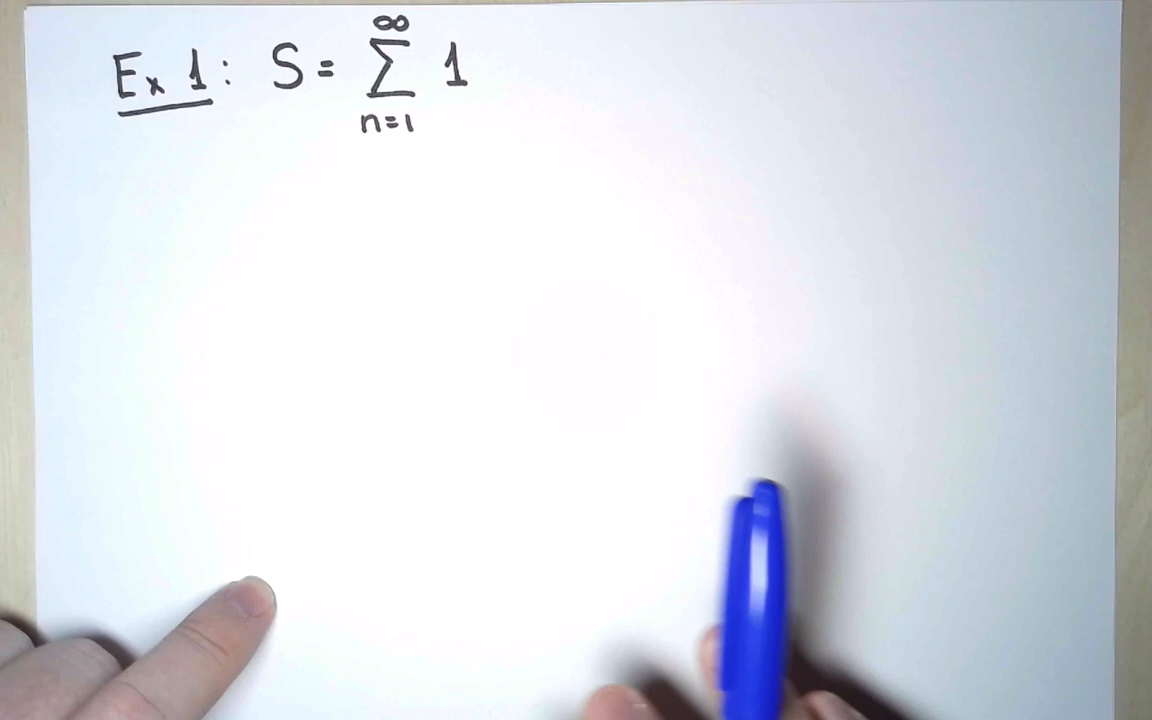 Ex 1: S = ∞∑n=1 1